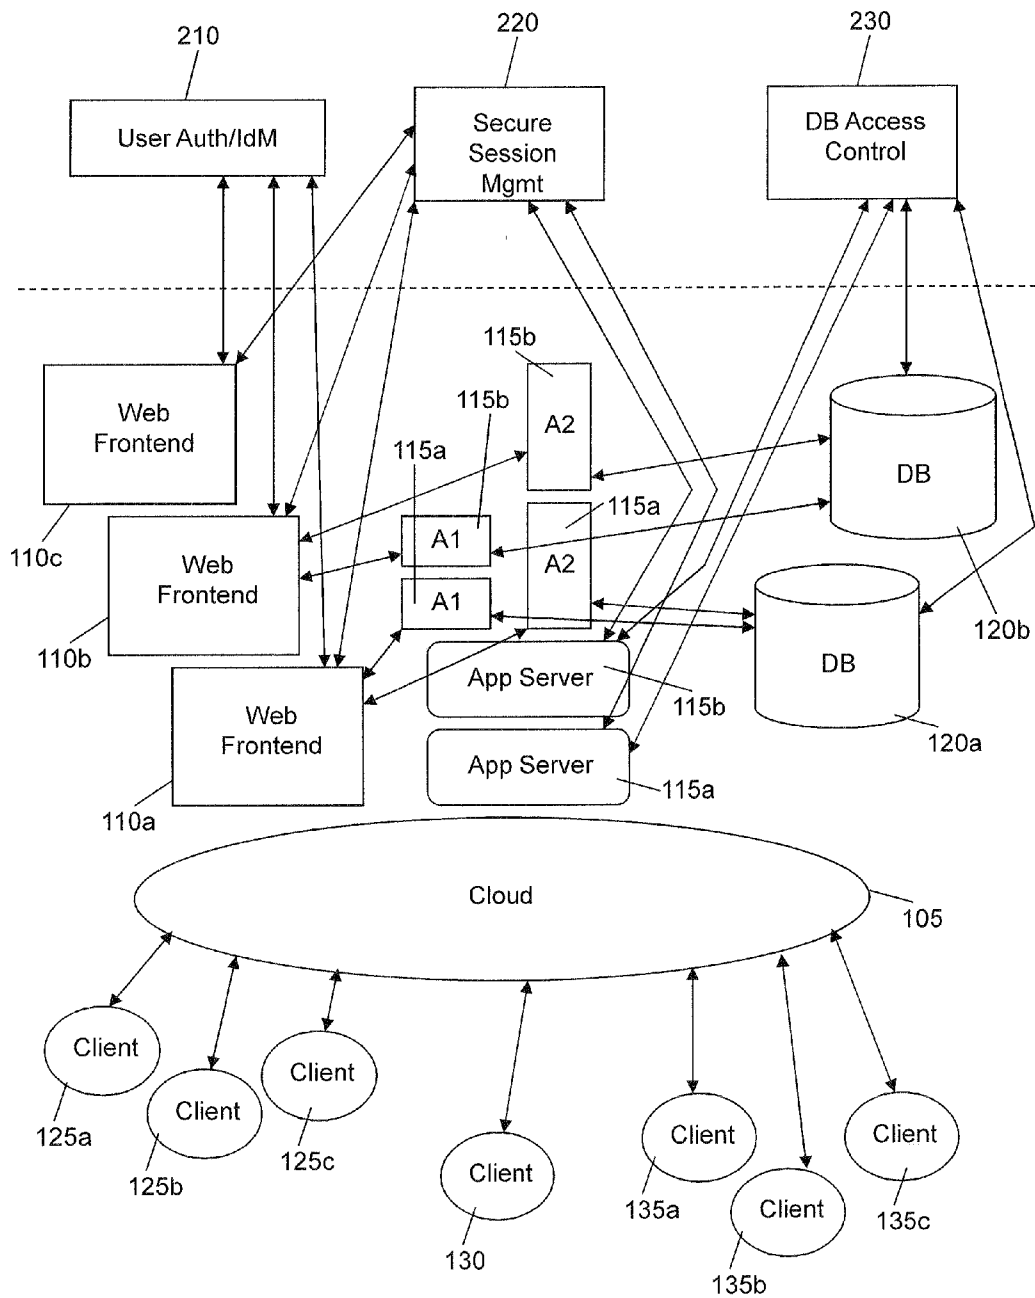 210
220
230
User Auth/IdM
Secure
Session
Mgmt
DB Access
Control
115b
115b
115a
A2
Web
Frontend
110c
A1
115a
A2
DB
Web
Frontend
110b
A1
120b
Web
Frontend
110a
App Server
115b
DB
120a
App Server
115a
Cloud
105
Client
125a
Client
125b
Client
125c
Client
130
Client
135a
Client
135b
Client
135c